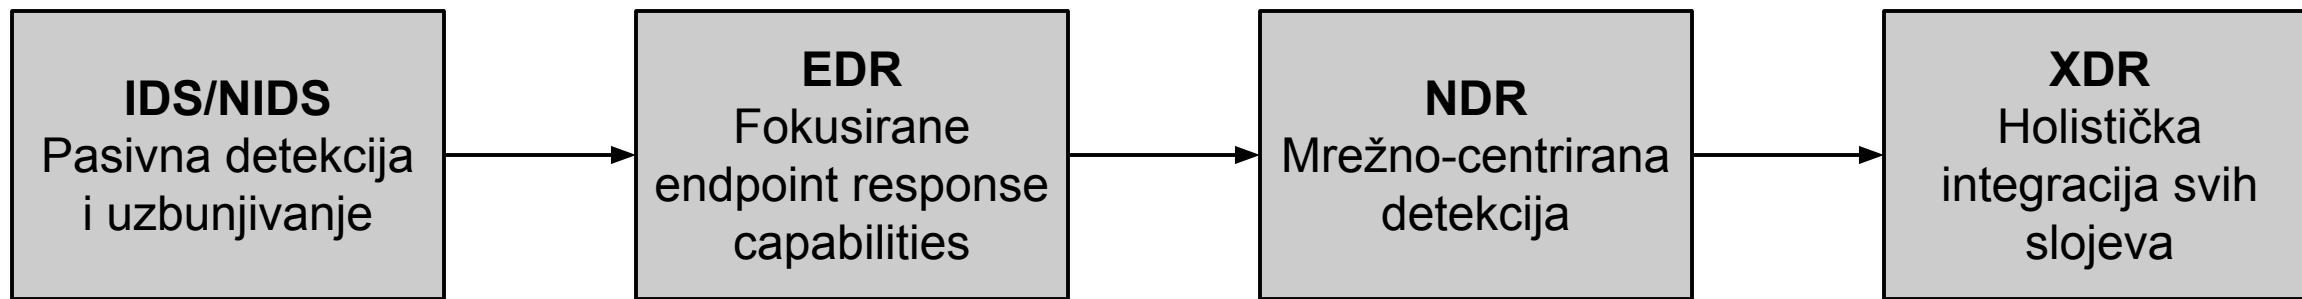 IDS/NIDS
Pasivna detekcija
i uzbunjivanje
EDR
Fokusirane
endpoint response
capabilities
NDR
Mrežno-centrirana
detekcija
XDR
Holistička
integracija svih
slojeva